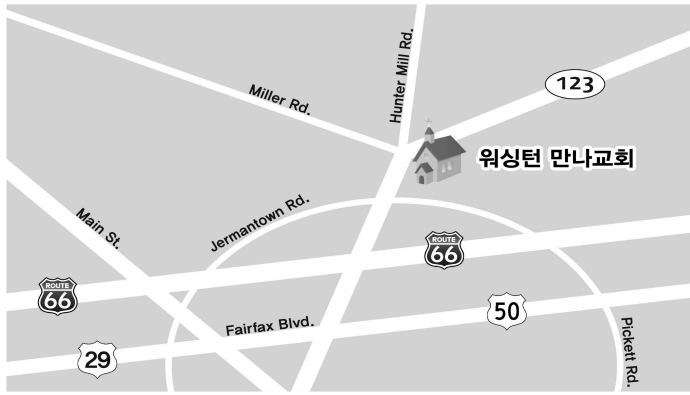 Hunter Mill Rd.
Miller Rd.
123
워싱턴 만나교회
Main St.
Jermantown Rd.
ROUTE
66
ROUTE
66
50
Fairfax Blvd.
29
Pickett Rd.